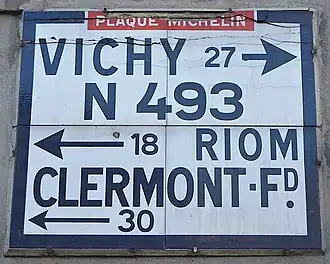 PLAQUE MICHELIN
VICHY 27 →
N 493
← 18 RIOM
CLERMONT-FD.
← 30